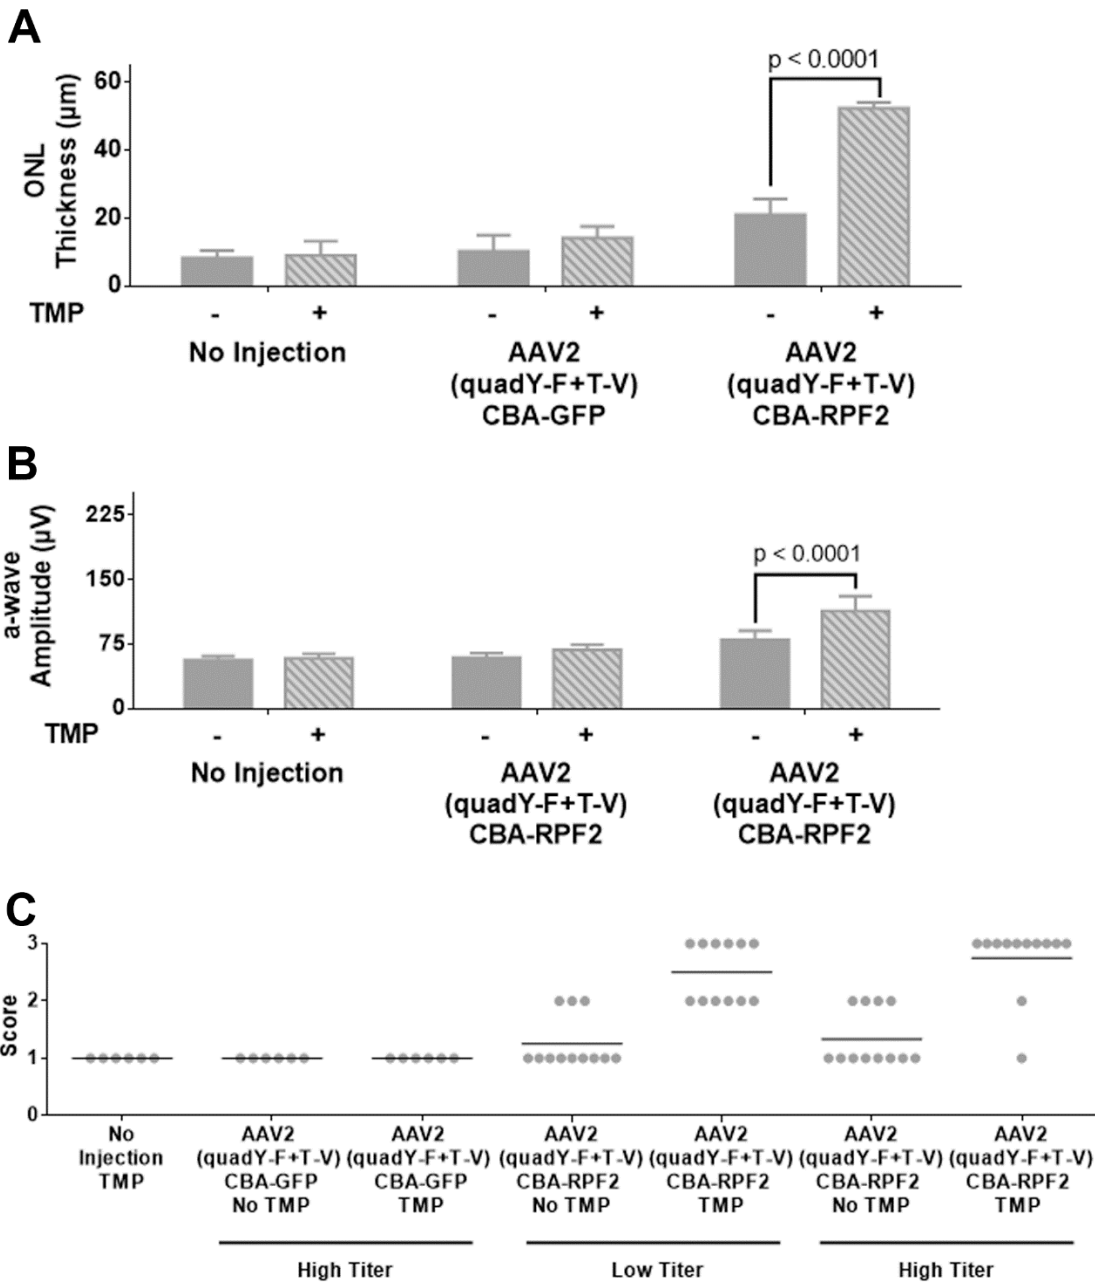 A
p < 0.0001
ONL
Thickness (µm)
60
40
20
0
TMP - + - + - +
No Injection AAV2 AAV2
(quadY-F+T-V) (quadY-F+T-V)
CBA-GFP CBA-RPF2
B
a-wave
Amplitude (µV)
225
p < 0.0001
150
75
0
TMP - + - + - +
No Injection AAV2 AAV2
(quadY-F+T-V) (quadY-F+T-V)
CBA-RPF2 CBA-RPF2
C
Score
3
2
1
0
No AAV2 AAV2 AAV2 AAV2 AAV2 AAV2
Injection (quadY-F+T-V) (quadY-F+T-V) (quadY-F+T-V) (quadY-F+T-V) (quadY-F+T-V) (quadY-F+T-V)
TMP CBA-GFP CBA-GFP CBA-RPF2 CBA-RPF2 CBA-RPF2 CBA-RPF2
No TMP TMP No TMP TMP No TMP TMP
High Titer Low Titer High Titer